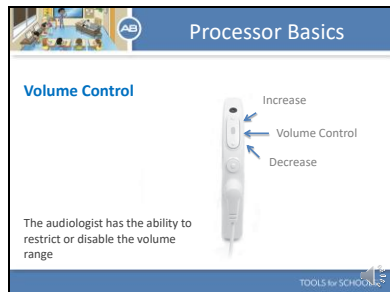 AB
Processor Basics
Volume Control
Increase
Volume Control
Decrease
The audiologist has the ability to
restrict or disable the volume
range
TOOLS for SCHOOLS